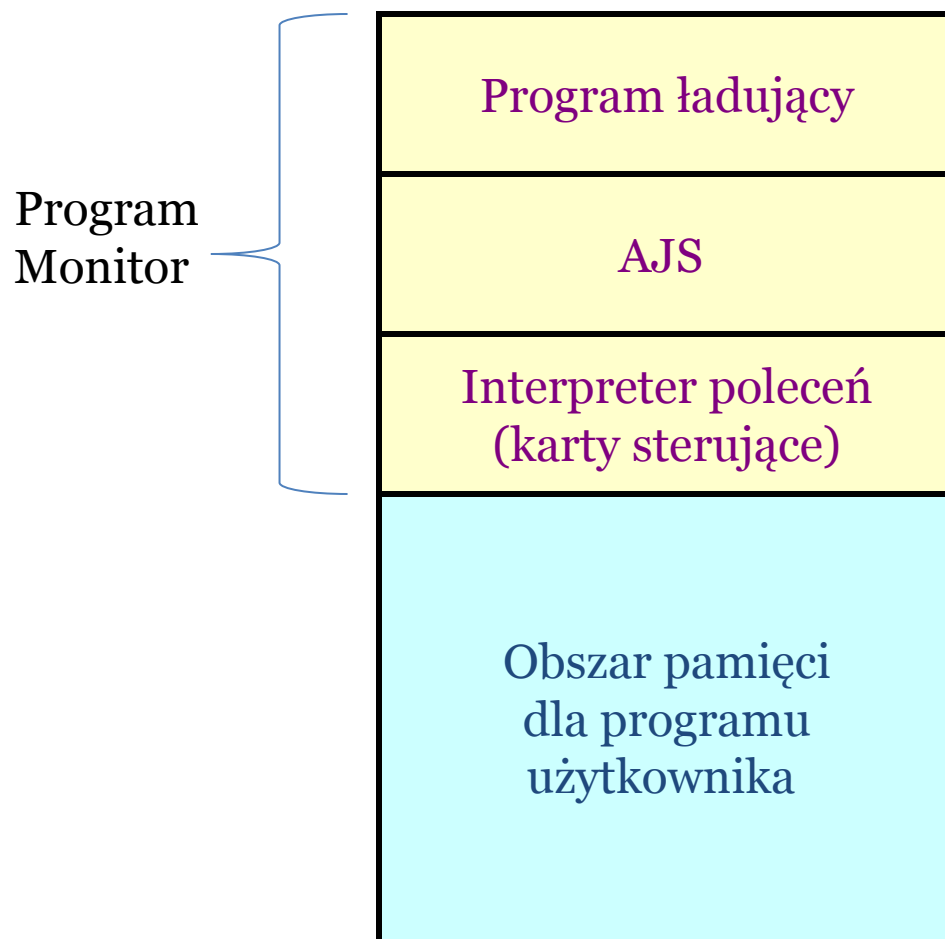 Program ładujący
Program
Monitor
AJS
Interpreter poleceń
(karty sterujące)
Obszar pamięci
dla programu
użytkownika